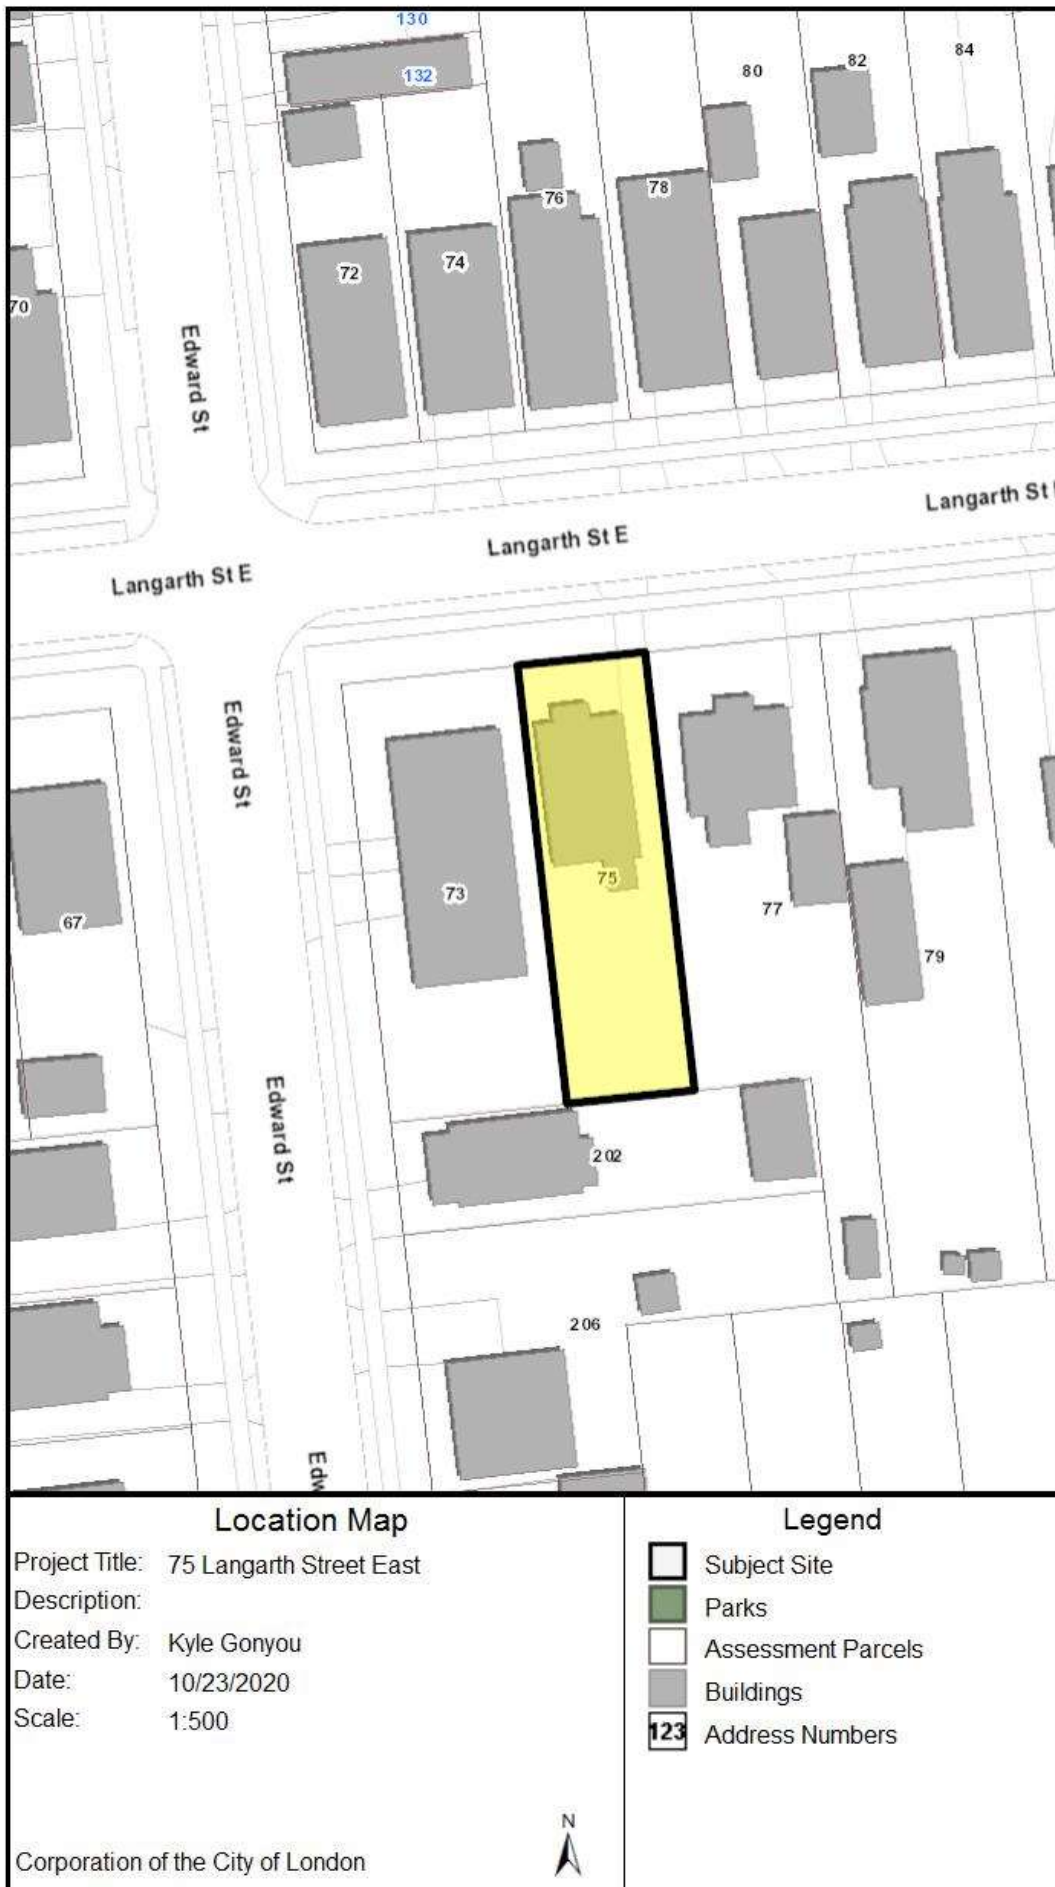 130
132
80
82
84
76
78
72
74
70
Edward St
Langarth St E
Langarth St E
Langarth St
Edward St
75
73
77
67
79
Edward St
202
206
Edw
Location Map
Project Title: 75 Langarth Street East
Description:
Created By: Kyle Gonyou
Date: 10/23/2020
Scale: 1:500
N
Corporation of the City of London
Legend
Subject Site
Parks
Assessment Parcels
Buildings
123 Address Numbers